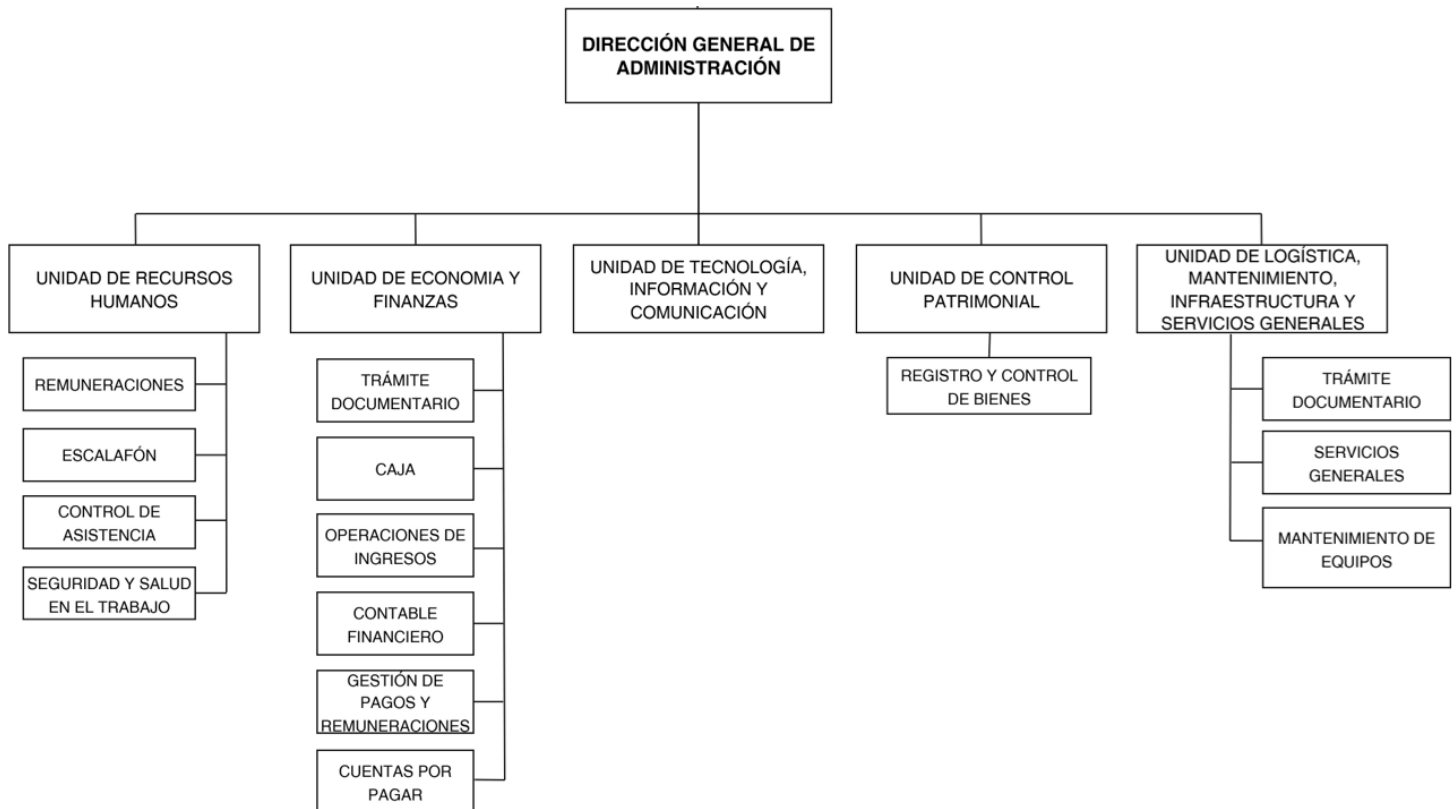 DIRECCIÓN GENERAL DE
ADMINISTRACIÓN
UNIDAD DE RECURSOS
HUMANOS
UNIDAD DE ECONOMIA Y
FINANZAS
UNIDAD DE TECNOLOGÍA,
INFORMACIÓN Y
COMUNICACIÓN
UNIDAD DE CONTROL
PATRIMONIAL
UNIDAD DE LOGÍSTICA,
MANTENIMIENTO,
INFRAESTRUCTURA Y
SERVICIOS GENERALES
REMUNERACIONES
ESCALAFÓN
CONTROL DE
ASISTENCIA
SEGURIDAD Y SALUD
EN EL TRABAJO
TRÁMITE
DOCUMENTARIO
CAJA
OPERACIONES DE
INGRESOS
CONTABLE
FINANCIERO
GESTIÓN DE
PAGOS Y
REMUNERACIONES
CUENTAS POR
PAGAR
REGISTRO Y CONTROL
DE BIENES
TRÁMITE
DOCUMENTARIO
SERVICIOS
GENERALES
MANTENIMIENTO DE
EQUIPOS